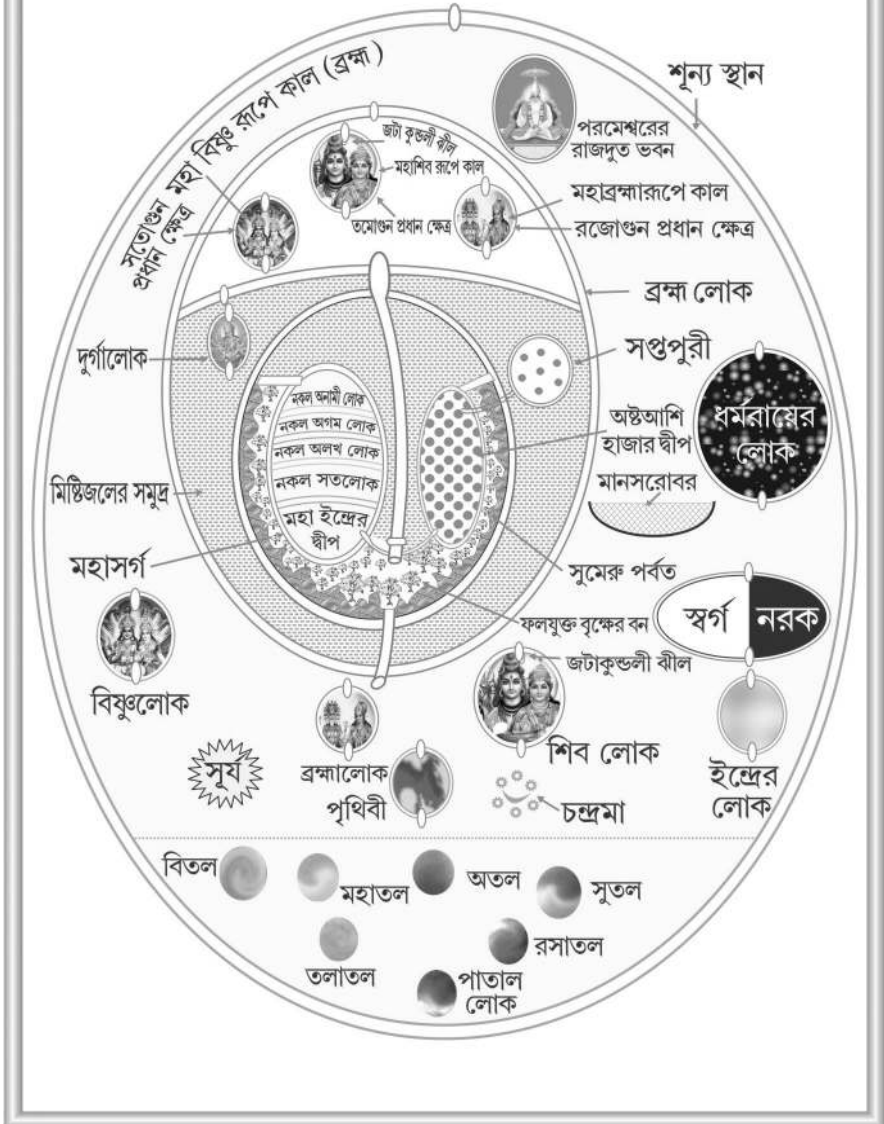 সতোগুন মহা বিষ্ণু রূপে কাল (ব্রহ্ম)
প্রধান ক্ষেত্র
শূন্য স্থান
পরমেশ্বরের
রাজদুত ভবন
জটা কুন্ডলী ঝীল
মহাশিব রূপে কাল
তমোগুন প্রধান ক্ষেত্র
মহাব্রহ্মারূপে কাল
রজোগুন প্রধান ক্ষেত্র
ব্রহ্ম লোক
দুর্গালোক
সপ্তপুরী
নকল অনামী লোক
নকল অগম লোক
নকল অলখ লোক
নকল সতলোক
মহা ইন্দ্রের
দ্বীপ
অষ্টআশি
হাজার দ্বীপ
ধর্মরায়ের
লোক
মিষ্টিজলের সমুদ্র
মানসরোবর
মহাসর্গ
সুমেরু পর্বত
ফলযুক্ত বৃক্ষের বন
স্বর্গ
নরক
জটাকুন্ডলী ঝীল
বিষ্ণুলোক
শিব লোক
সূর্য
ব্রহ্মালোক
পৃথিবী
চন্দ্রমা
ইন্দ্রের
লোক
বিতল
মহাতল
অতল
সুতল
তলাতল
রসাতল
পাতাল
লোক